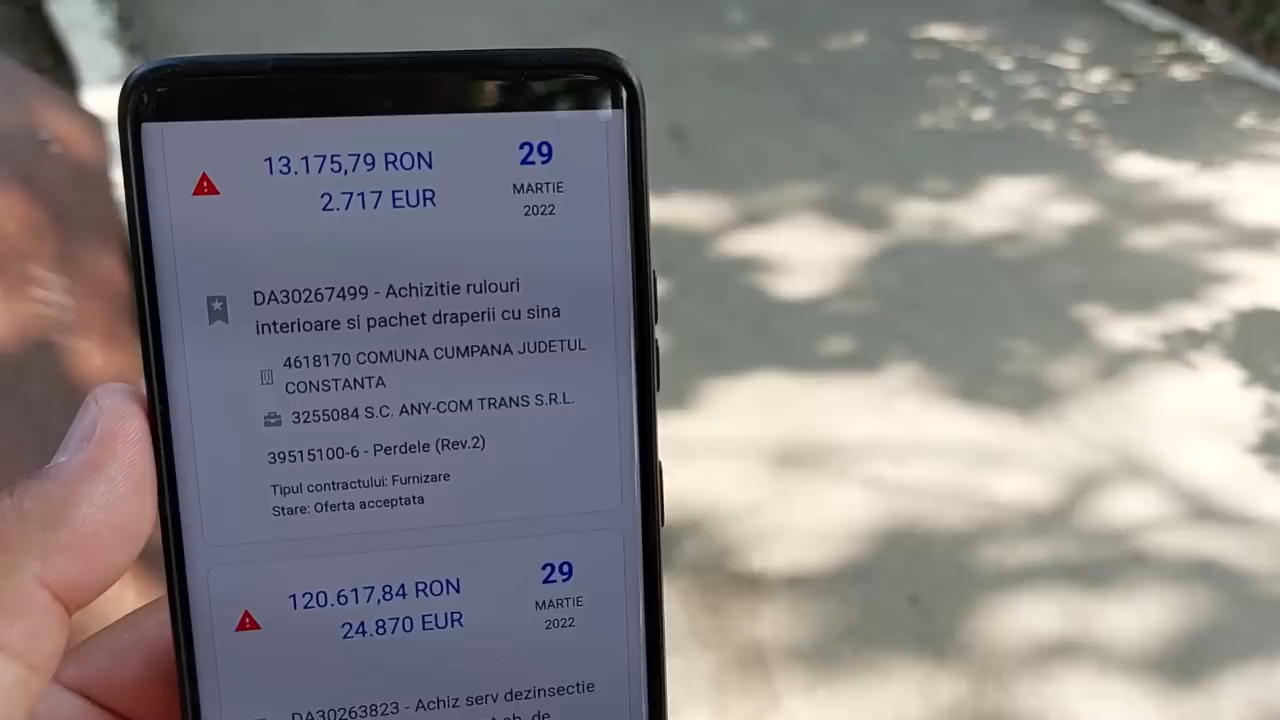 13.175,79 RON
2.717 EUR
29
MARTIE
2022
DA30267499 - Achizitie rulouri
interioare si pachet draperii cu sina
4618170 COMUNA CUMPANA JUDETUL
CONSTANTA
3255084 S.C. ANY-COM TRANS S.R.L.
39515100-6 - Perdele (Rev.2)
Tipul contractului: Furnizare
Stare: Oferta acceptata
120.617,84 RON
24.870 EUR
29
MARTIE
2022
DA30263823 - Achiz serv dezinsectie
de